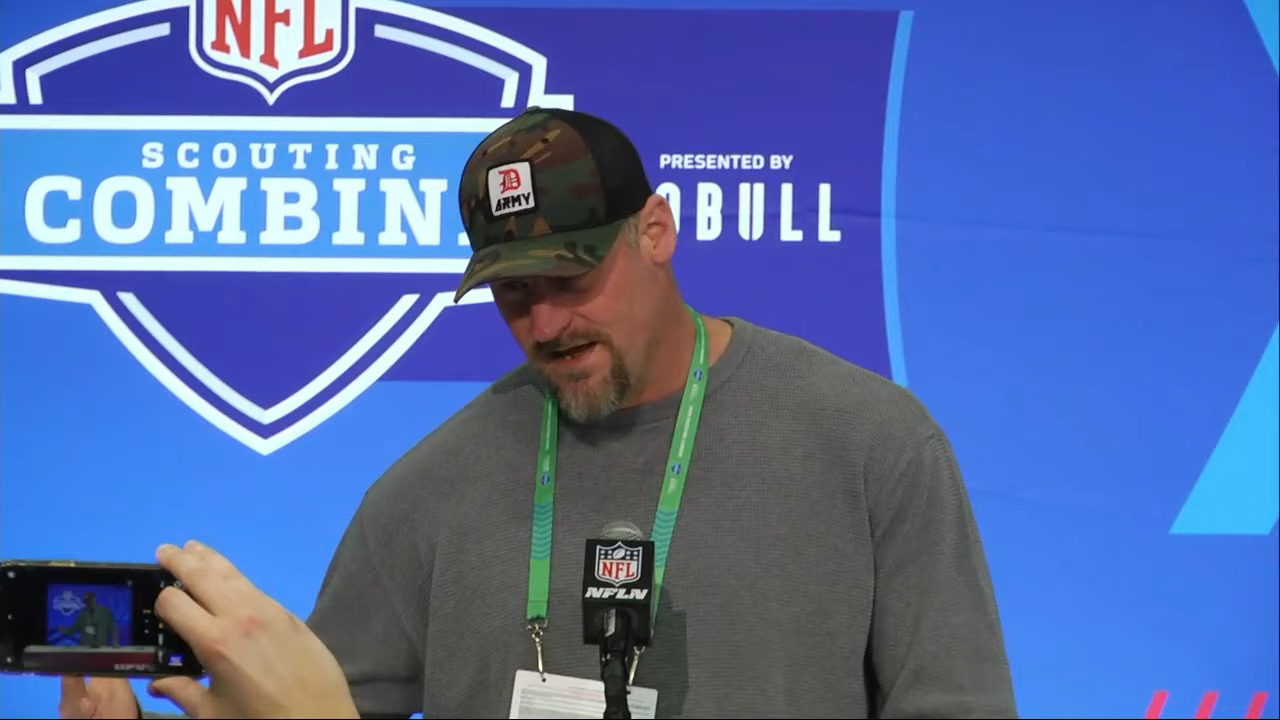 NFL
SCOUTING
COMBIN
PRESENTED BY
OBULL
D
ARMY
NFL
NFLN